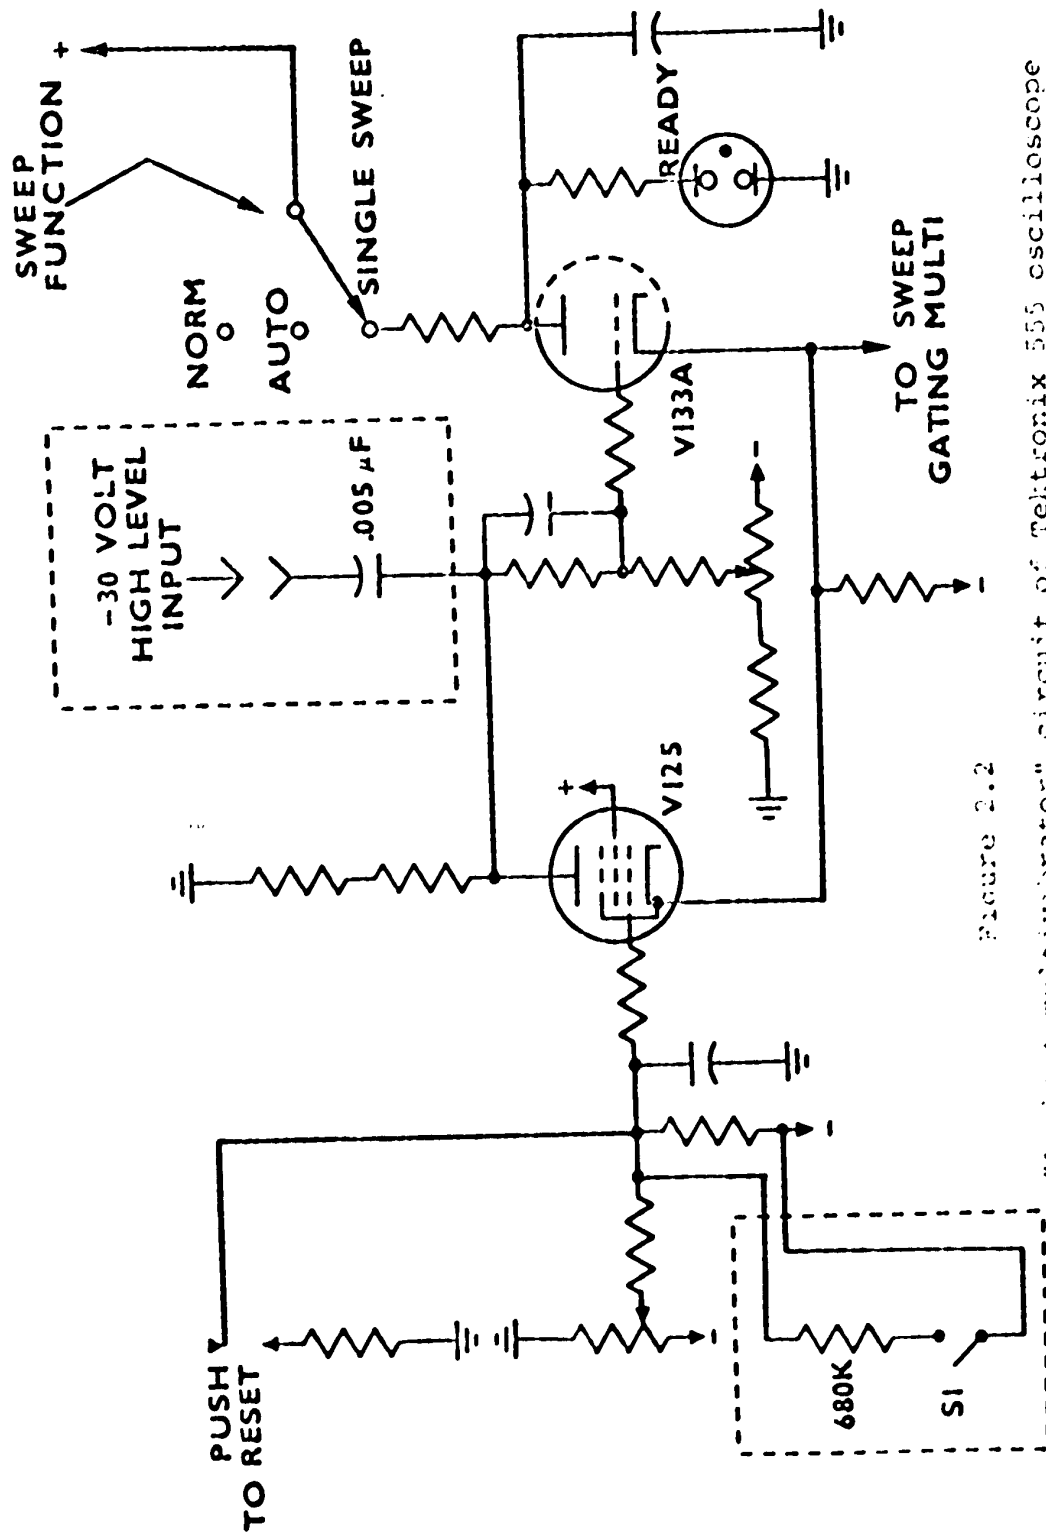 SWEEP
FUNCTION
+
NORM
AUTO
SINGLE SWEEP
-30 VOLT
HIGH LEVEL
INPUT
.005 µF
READY
V133A
TO SWEEP
GATING MULTI
+
V125
PUSH
TO RESET
680K
S1
Figure 2.2
multivibrator" circuit of Tektronix 555 oscilloscope